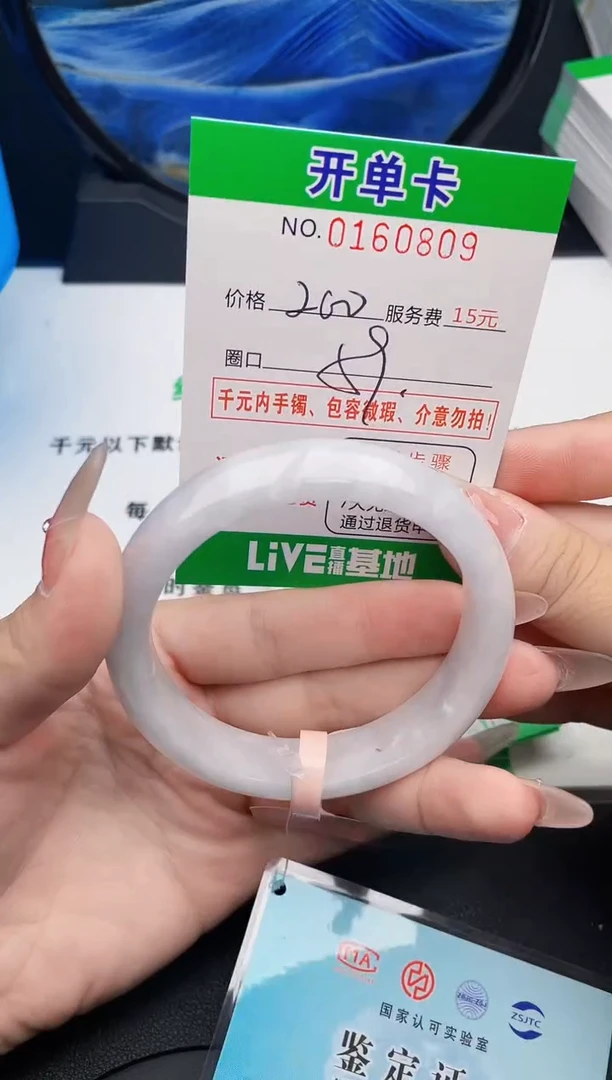 开单卡
NO.0160809
价格 200 服务费 15元
圈口
千元内手镯、包容微瑕、介意勿拍!
千元以下默
步骤
每
7天无
通过退货申
LiVE直播基地
国家认可实验室
ZSJTC
鉴定证